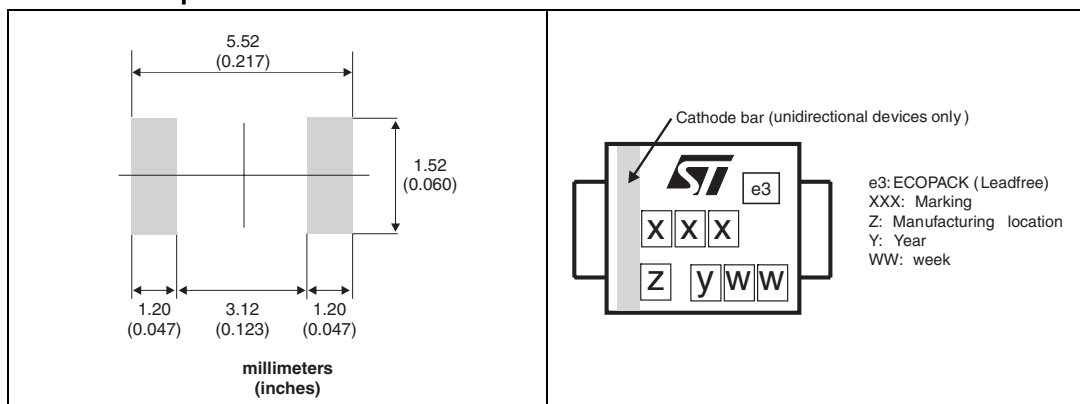 5.52
(0.217)
1.52
(0.060)
1.20
(0.047)
3.12
(0.123)
1.20
(0.047)
millimeters
(inches)
Cathode bar (unidirectional devices only)
ST
e3
x x x
z y w w
e3: ECOPACK (Leadfree)
XXX: Marking
Z: Manufacturing location
Y: Year
WW: week